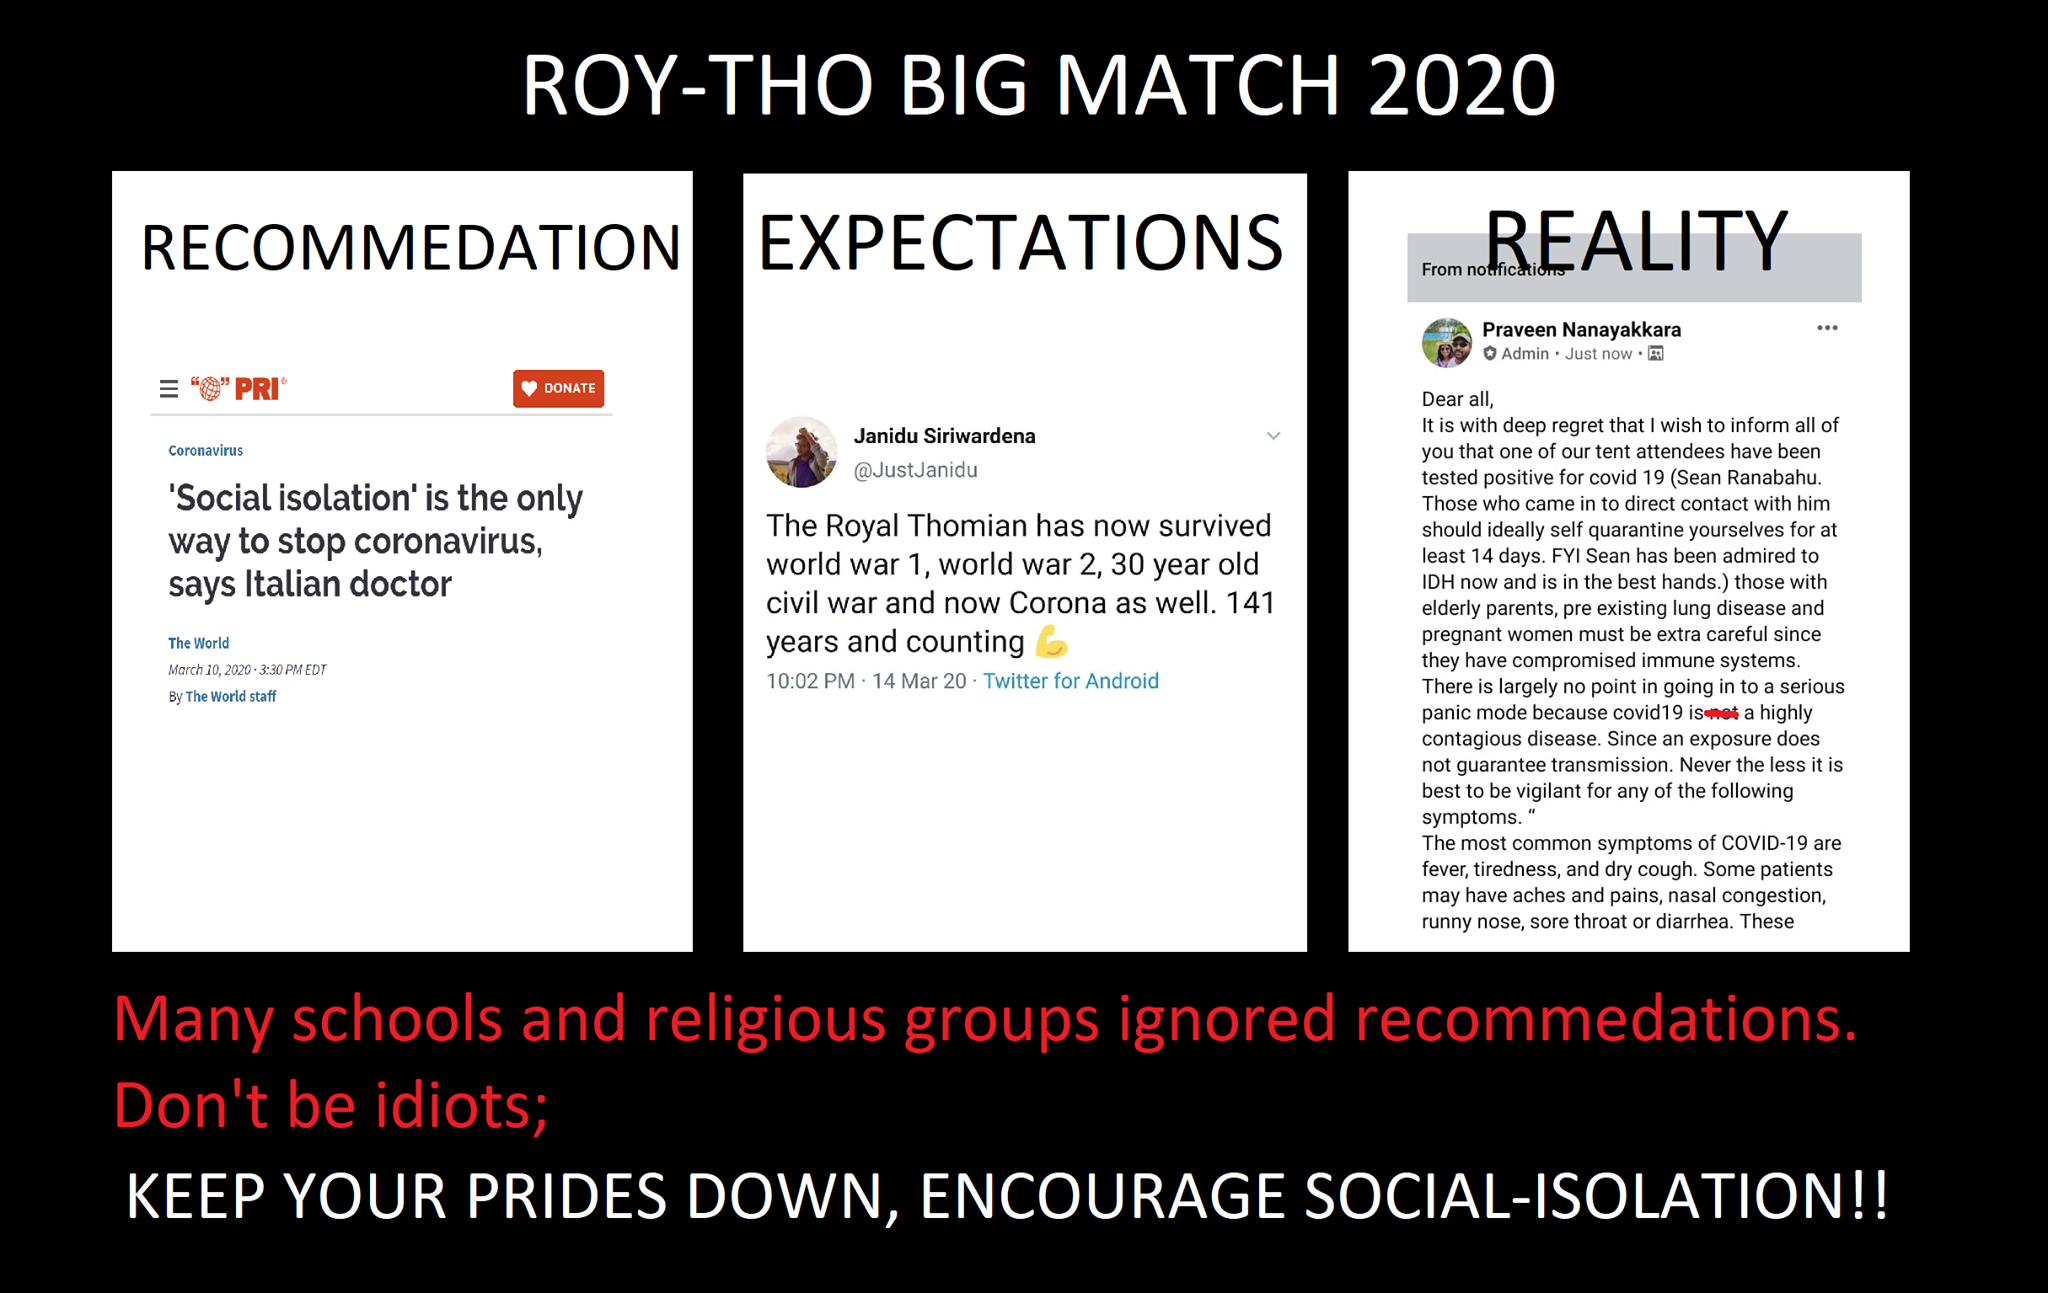 ROY-THO BIG MATCH 2020
RECOMMEDATION
"PRI
DONATE
Coronavirus
'Social isolation' is the only
way to stop coronavirus,
says Italian doctor
The World
March 10, 2020 · 3:30 PM EDT
By The World staff
EXPECTATIONS
Janidu Siriwardena
@JustJanidu
The Royal Thomian has now survived
world war 1, world war 2, 30 year old
civil war and now Corona as well. 141
years and counting 💪
10:02 PM · 14 Mar 20 · Twitter for Android
REALITY
From notifications
Praveen Nanayakkara
Admin · Just now ·
Dear all,
It is with deep regret that I wish to inform all of
you that one of our tent attendees have been
tested positive for covid 19 (Sean Ranabahu.
Those who came in to direct contact with him
should ideally self quarantine yourselves for at
least 14 days. FYI Sean has been admired to
IDH now and is in the best hands.) those with
elderly parents, pre existing lung disease and
pregnant women must be extra careful since
they have compromised immune systems.
There is largely no point in going in to a serious
panic mode because covid19 is not a highly
contagious disease. Since an exposure does
not guarantee transmission. Never the less it is
best to be vigilant for any of the following
symptoms. “
The most common symptoms of COVID-19 are
fever, tiredness, and dry cough. Some patients
may have aches and pains, nasal congestion,
runny nose, sore throat or diarrhea. These
Many schools and religious groups ignored recommedations.
Don't be idiots;
KEEP YOUR PRIDES DOWN, ENCOURAGE SOCIAL-ISOLATION!!